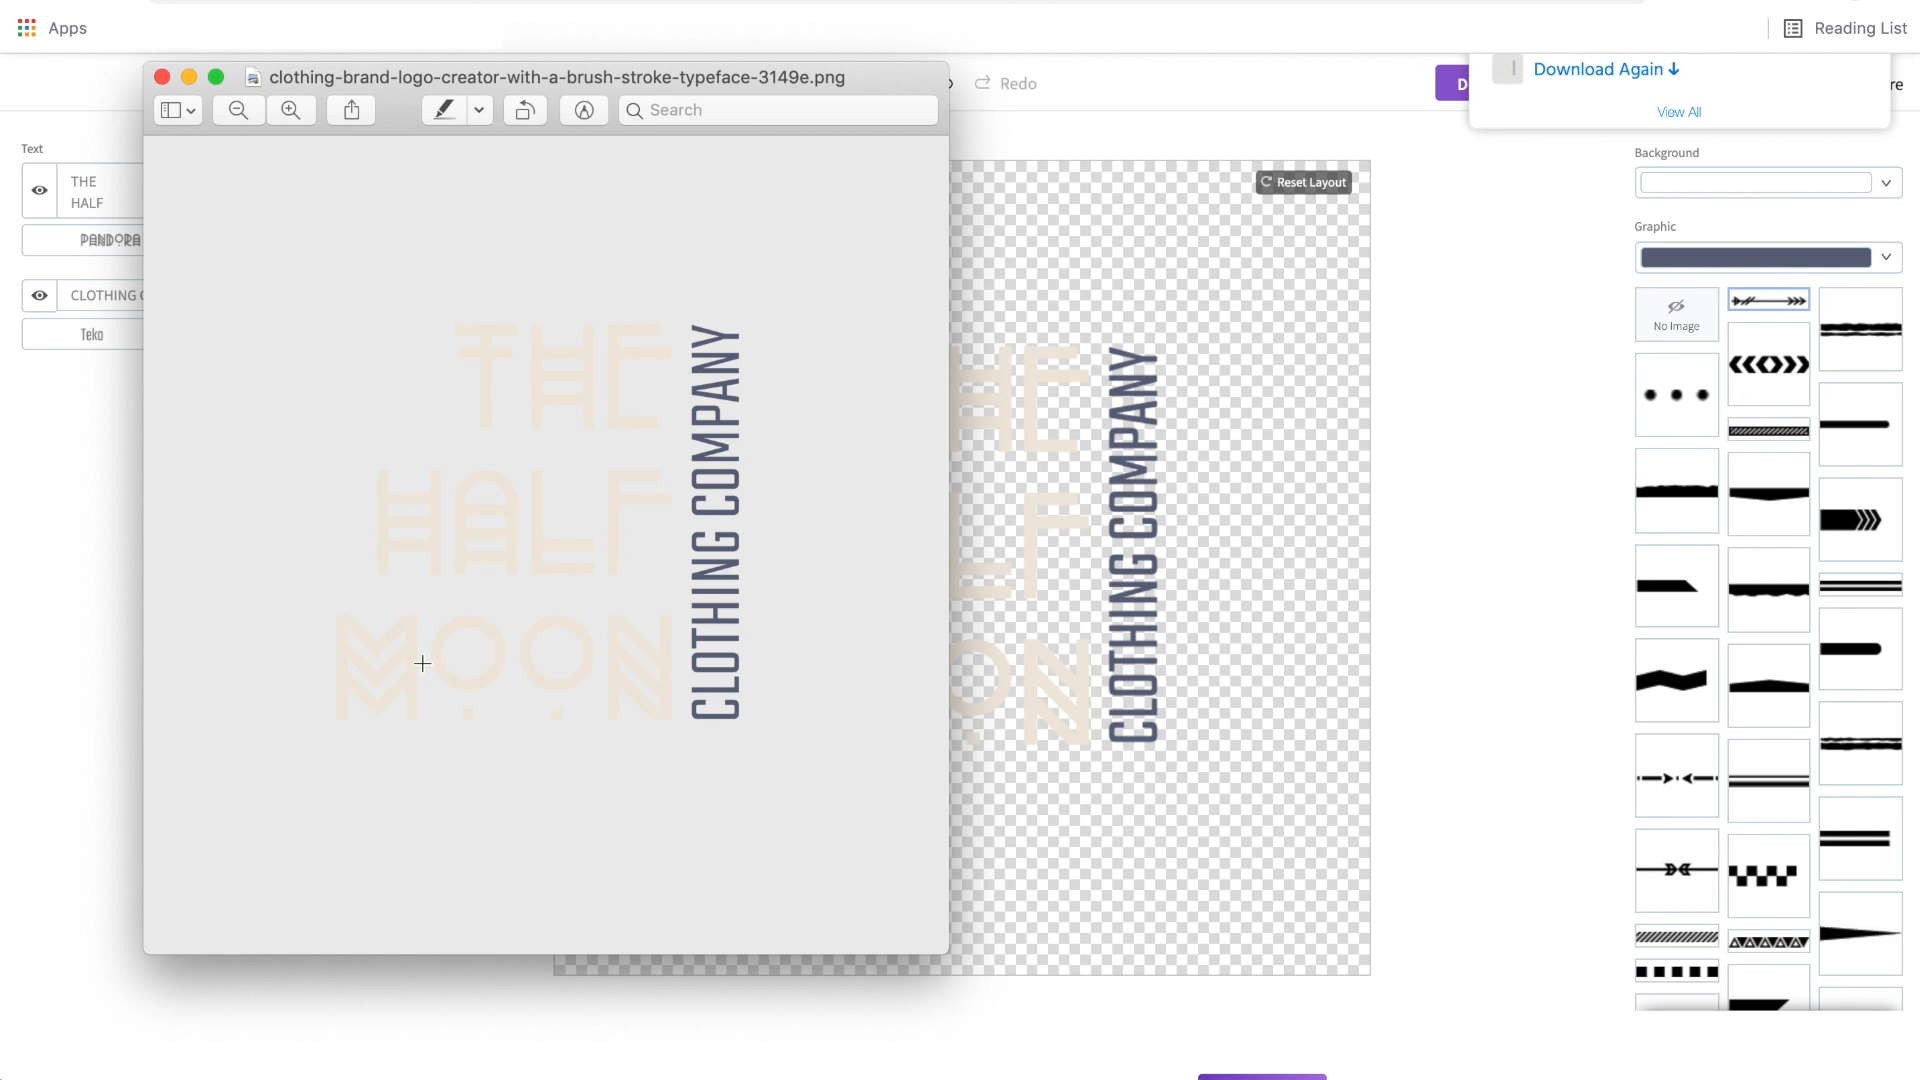 Apps
Reading List
clothing-brand-logo-creator-with-a-brush-stroke-typeface-3149e.png
Search
Redo
Download Again
View All
Text
THE
HALF
PANDORA
CLOTHING
Teko
THE
HALF
MOON
CLOTHING COMPANY
Reset Layout
CLOTHING COMPANY
Background
Graphic
No Image